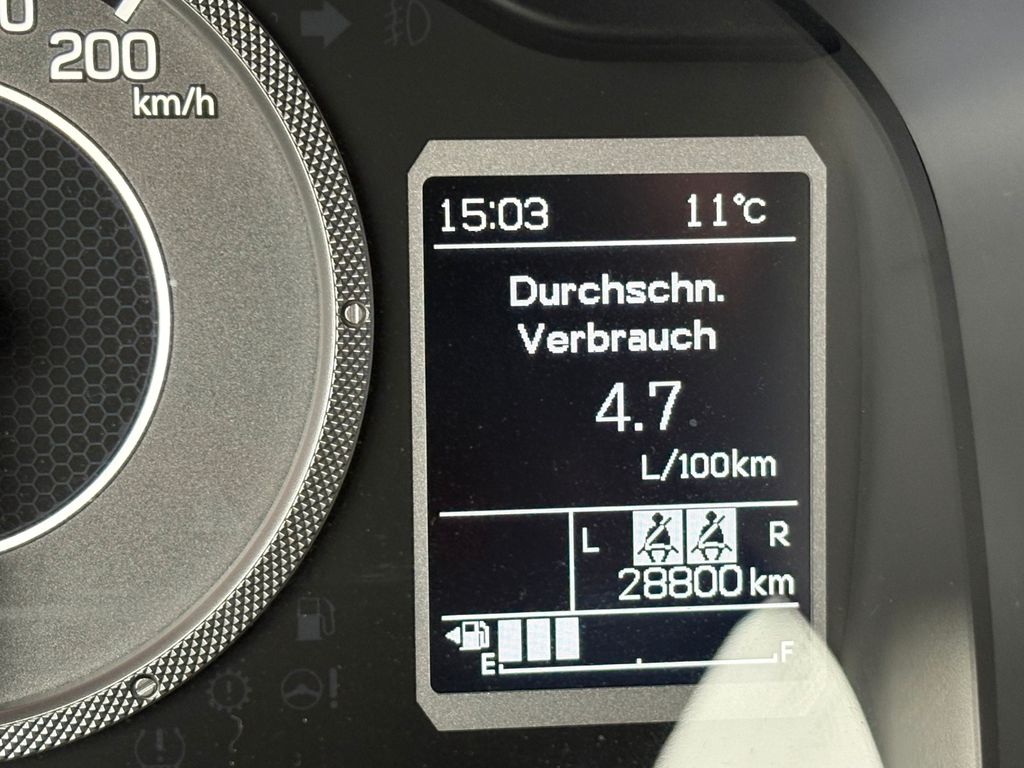 200
km/h
15:03 11°C
Durchschn.
Verbrauch
4.7
L/100km
L R
28800 km
E F